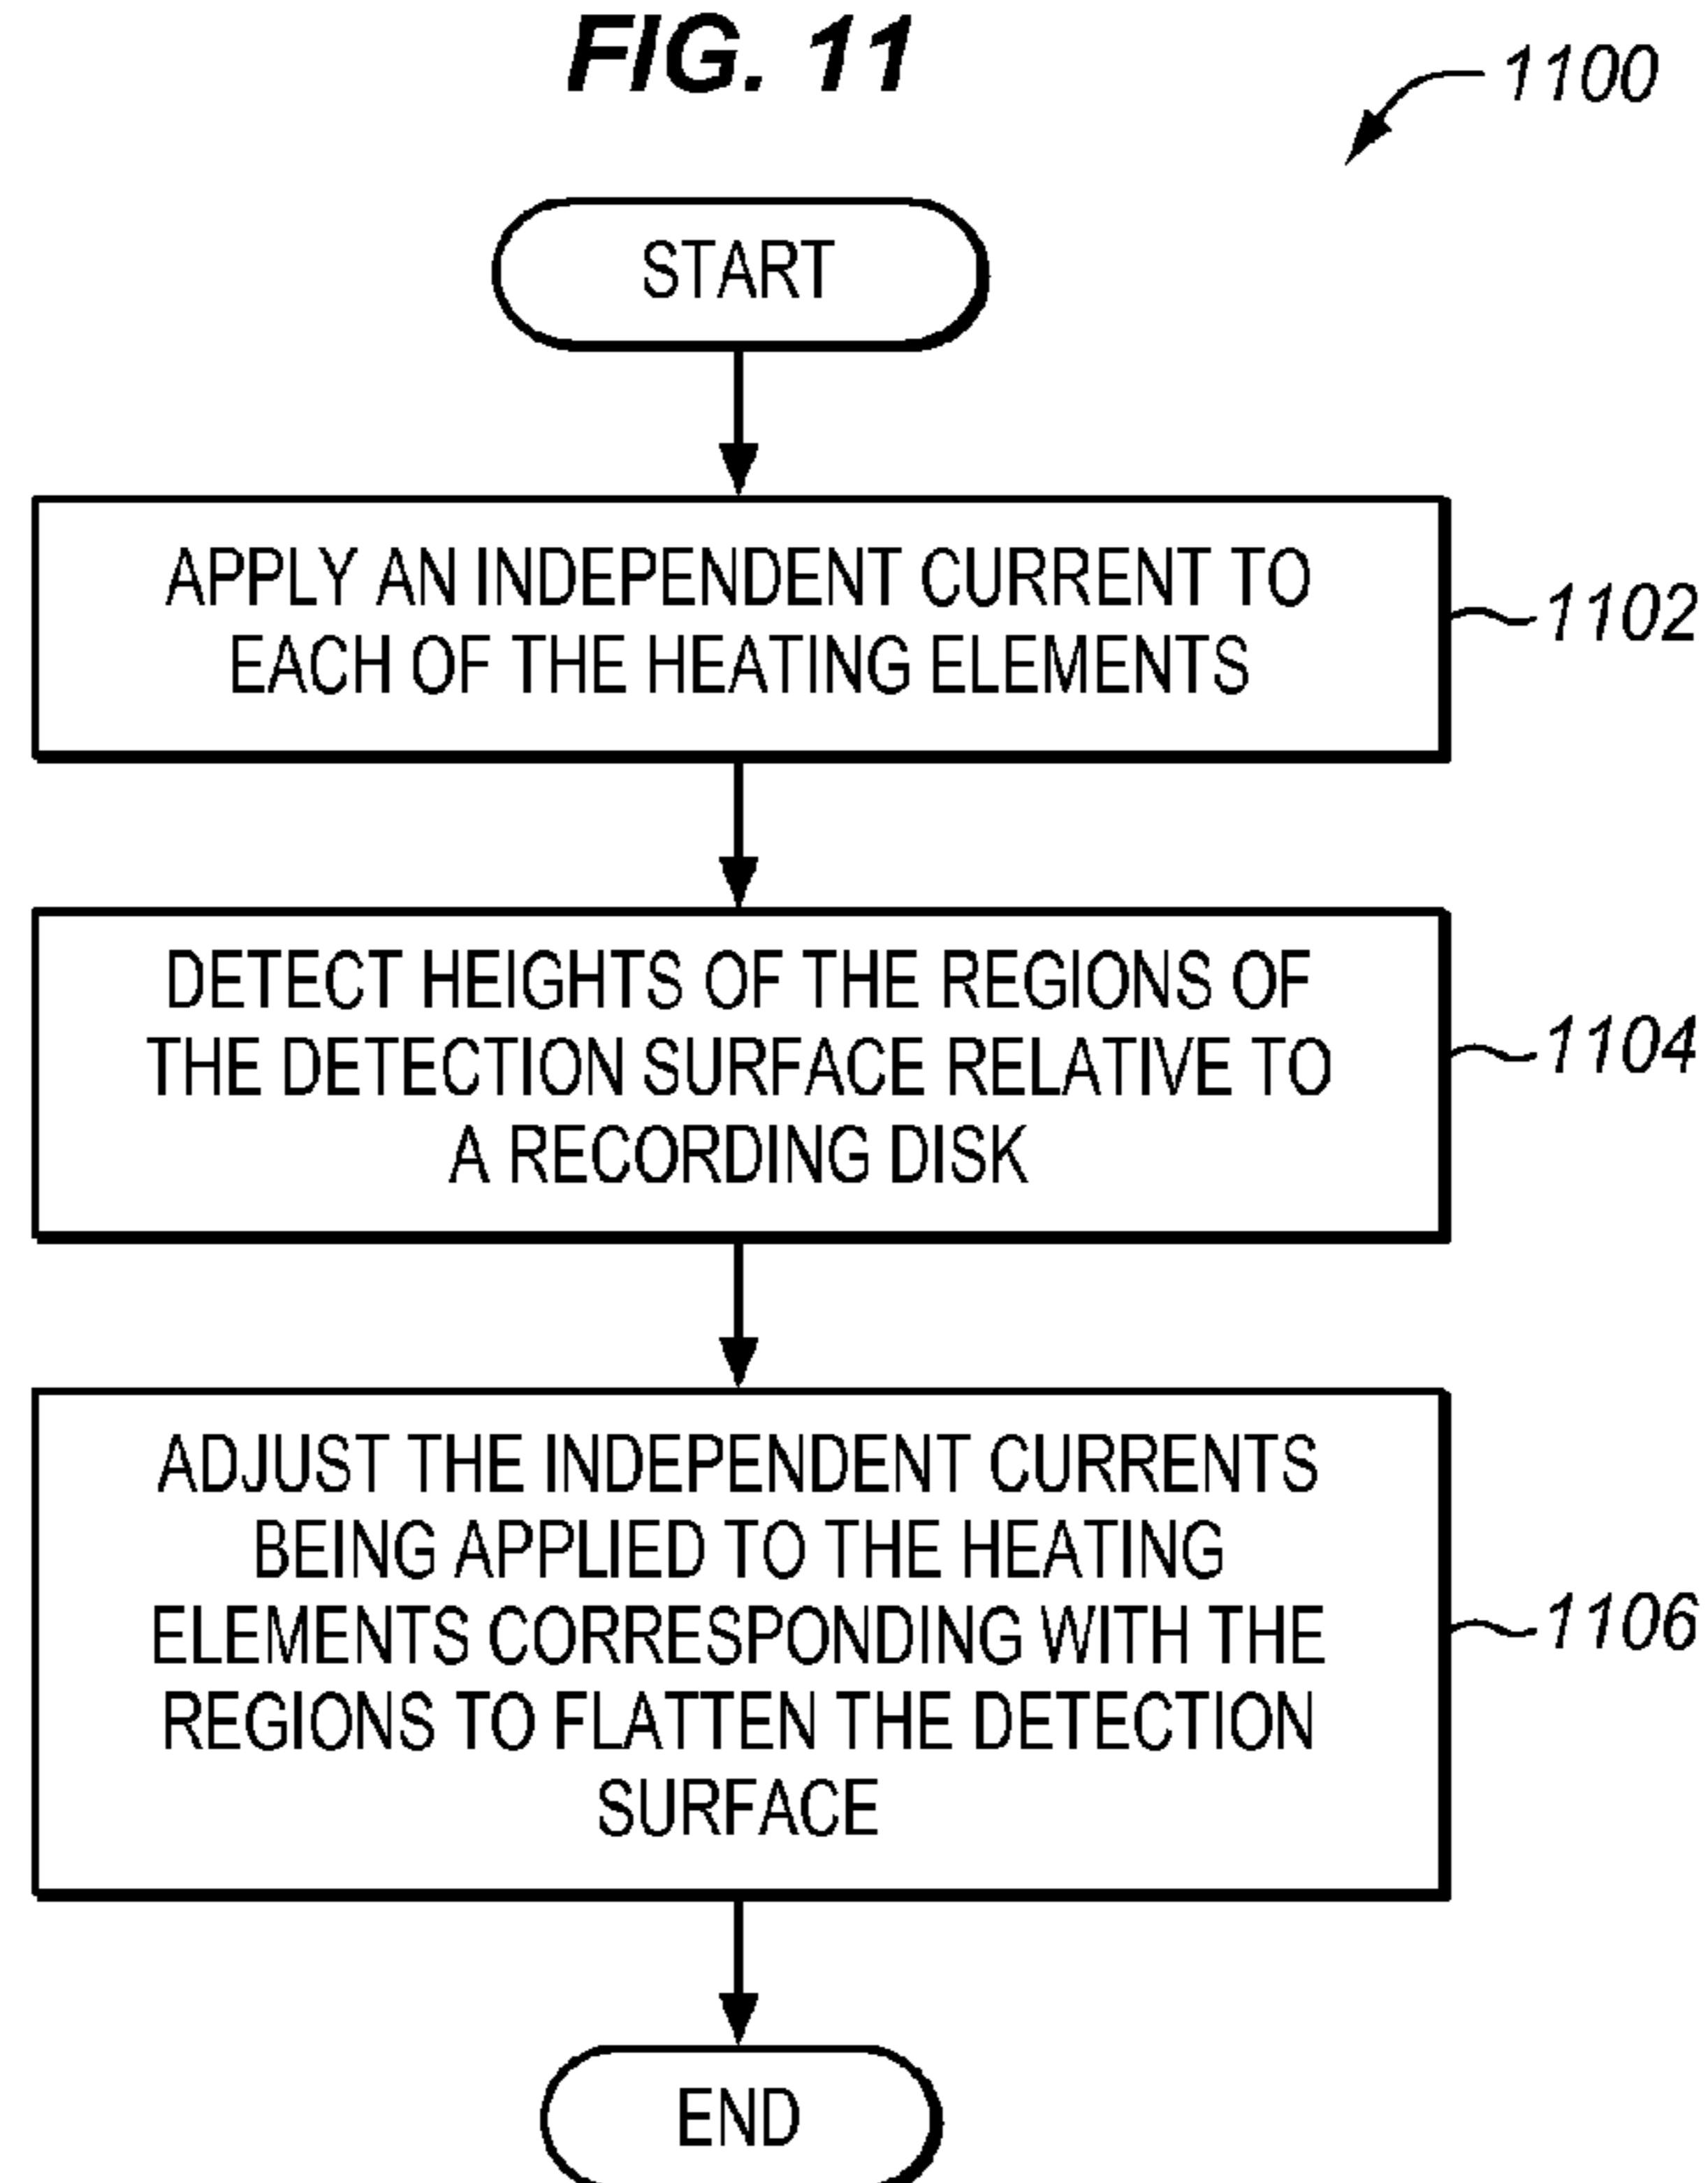 FIG. 11
1100
START
APPLY AN INDEPENDENT CURRENT TO
EACH OF THE HEATING ELEMENTS
1102
DETECT HEIGHTS OF THE REGIONS OF
THE DETECTION SURFACE RELATIVE TO
A RECORDING DISK
1104
ADJUST THE INDEPENDENT CURRENTS
BEING APPLIED TO THE HEATING
ELEMENTS CORRESPONDING WITH THE
REGIONS TO FLATTEN THE DETECTION
SURFACE
1106
END